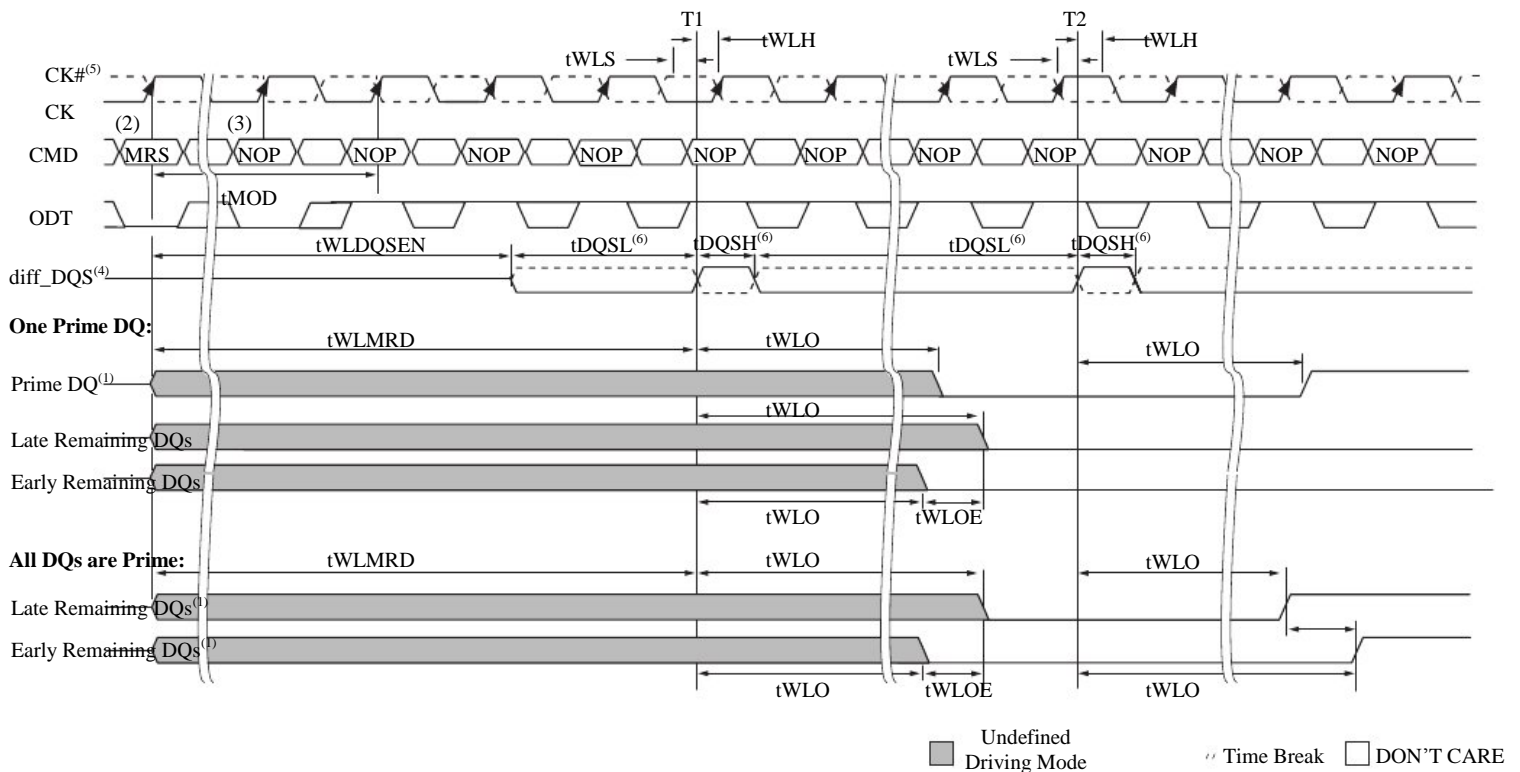 T1 T2
tWLH tWLH
tWLS tWLS
CK#(5)
CK
(2) (3)
CMD MRS NOP NOP NOP NOP NOP NOP NOP NOP NOP NOP NOP
tMOD
ODT
tWLDQSEN tDQSL(6) tDQSH(6) tDQSL(6) tDQSH(6)
diff_DQS(4)
One Prime DQ:
tWLMRD tWLO tWLO
Prime DQ(1)
tWLO
Late Remaining DQs
Early Remaining DQs
tWLO tWLOE
All DQs are Prime:
tWLMRD tWLO tWLO
Late Remaining DQs(1)
Early Remaining DQs(1)
tWLO tWLOE tWLO
Undefined
Driving Mode
Time Break
DON'T CARE